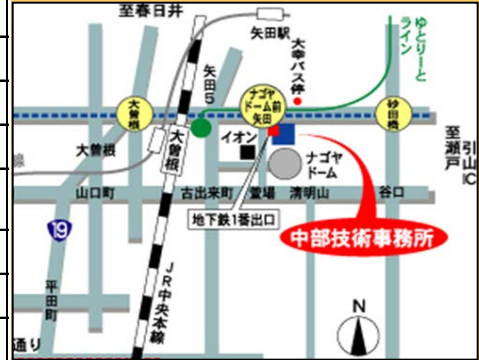 至春日井
矢田駅
ゆとりーと
ライン
大幸バス停
矢田5
ナゴヤ
ドーム前
矢田
大曽根
砂田橋
大曽根
大曽根
イオン
ナゴヤ
ドーム
至瀬戸
引山IC
線
山口町
古出来町
萱場
清明山
谷口
地下鉄1番出口
中部技術事務所
19
平田町
JR中央本線
N
通り